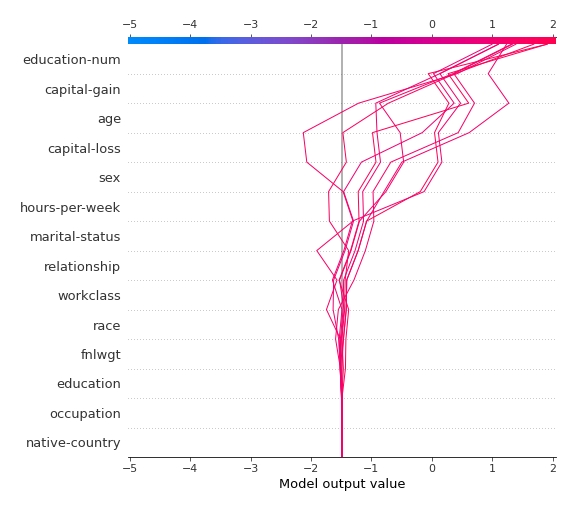 −5 −4 −3 −2 −1 0 1 2
education-num
capital-gain
age
capital-loss
sex
hours-per-week
marital-status
relationship
workclass
race
fnlwgt
education
occupation
native-country
−5 −4 −3 −2 −1 0 1 2
Model output value